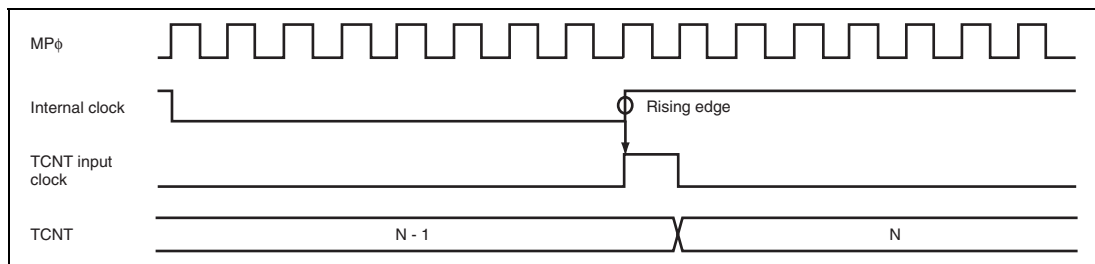 MPφ
Internal clock
Rising edge
TCNT input
clock
TCNT
N - 1
N